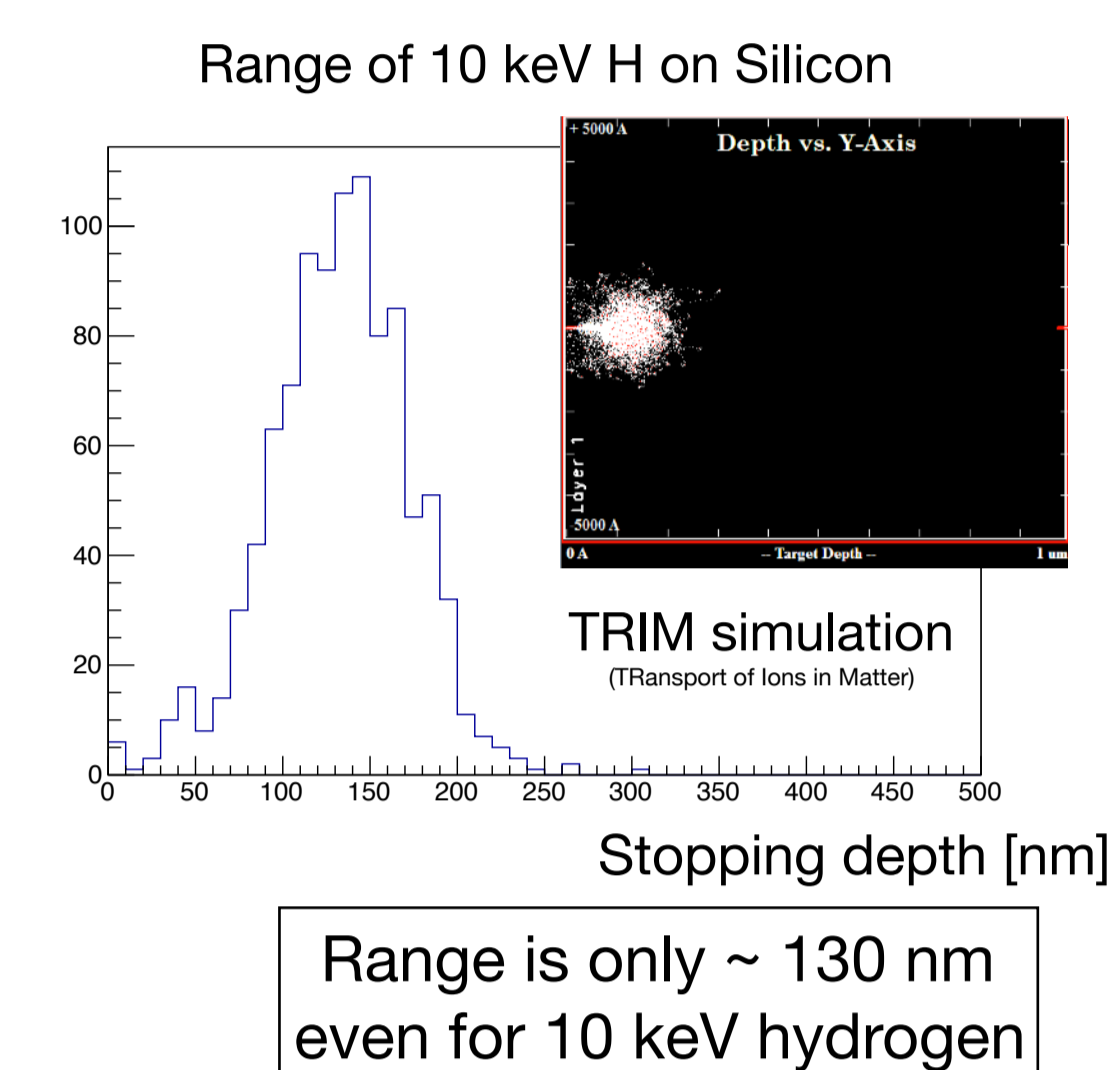 Range of 10 keV H on Silicon
+ 5000 A
Depth vs. Y-Axis
Layer 1
-5000 A
0 A
-- Target Depth --
1 um
100
80
60
40
20
0
TRIM simulation
(TRansport of Ions in Matter)
0 50 100 150 200 250 300 350 400 450 500
Stopping depth [nm]
Range is only ~ 130 nm
even for 10 keV hydrogen